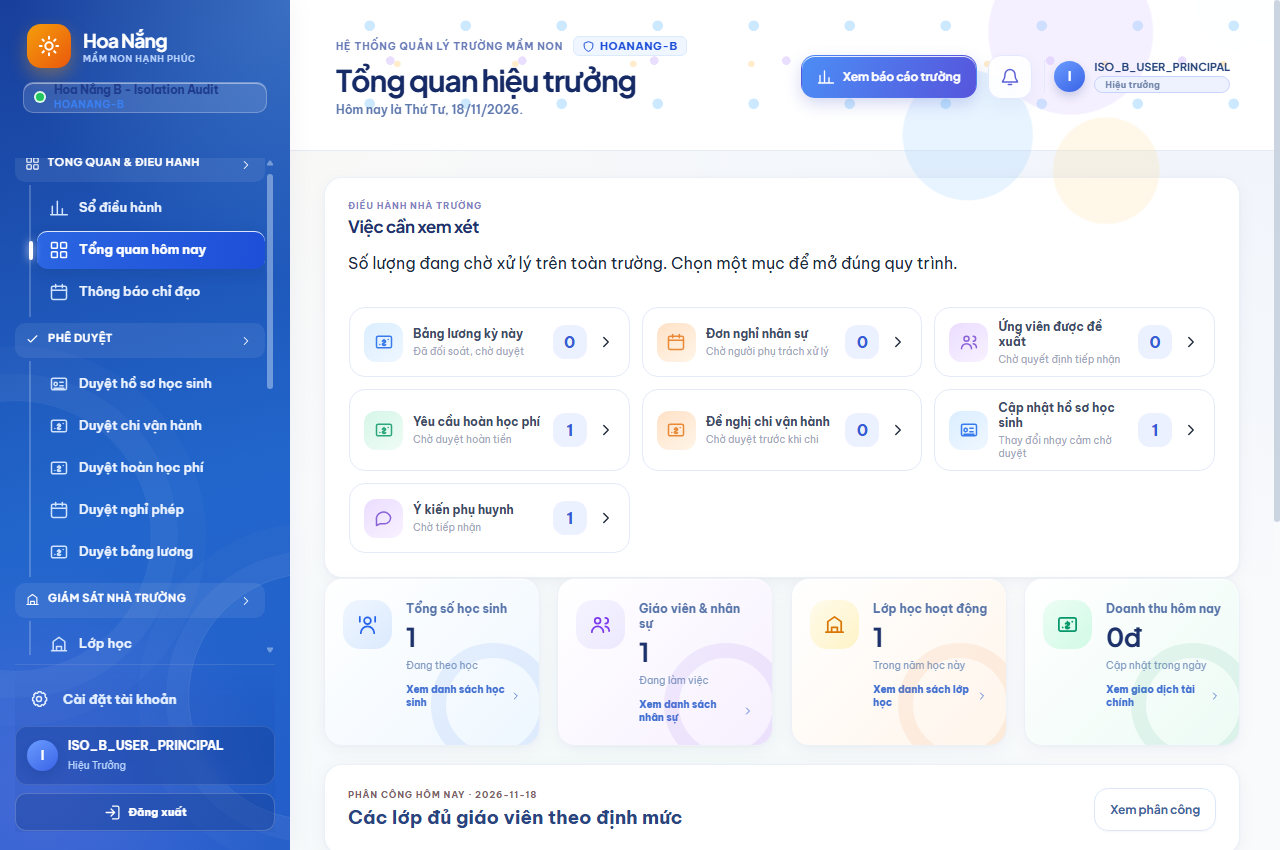 Hoa Nắng
MẦM NON HẠNH PHÚC
Hoa Nắng B - Isolation Audit
HOANANG-B
TỔNG QUAN & ĐIỀU HÀNH
Sổ điều hành
Tổng quan hôm nay
Thông báo chỉ đạo
PHÊ DUYỆT
Duyệt hồ sơ học sinh
Duyệt chi vận hành
Duyệt hoàn học phí
Duyệt nghỉ phép
Duyệt bảng lương
GIÁM SÁT NHÀ TRƯỜNG
Lớp học
Cài đặt tài khoản
I
ISO_B_USER_PRINCIPAL
Hiệu Trưởng
Đăng xuất
HỆ THỐNG QUẢN LÝ TRƯỜNG MẦM NON
HOANANG-B
Tổng quan hiệu trưởng
Hôm nay là Thứ Tư, 18/11/2026.
Xem báo cáo trường
I
ISO_B_USER_PRINCIPAL
Hiệu trưởng
ĐIỀU HÀNH NHÀ TRƯỜNG
Việc cần xem xét
Số lượng đang chờ xử lý trên toàn trường. Chọn một mục để mở đúng quy trình.
Bảng lương kỳ này
Đã đối soát, chờ duyệt
0
Đơn nghỉ nhân sự
Chờ người phụ trách xử lý
0
Ứng viên được đề
xuất
Chờ quyết định tiếp nhận
0
Yêu cầu hoàn học phí
Chờ duyệt hoàn tiền
1
Đề nghị chi vận hành
Chờ duyệt trước khi chi
0
Cập nhật hồ sơ học
sinh
Thay đổi nhạy cảm chờ
duyệt
1
Ý kiến phụ huynh
Chờ tiếp nhận
1
Tổng số học sinh
1
Đang theo học
Xem danh sách học
sinh
Giáo viên & nhân
sự
1
Đang làm việc
Xem danh sách
nhân sự
Lớp học hoạt động
1
Trong năm học này
Xem danh sách lớp
học
Doanh thu hôm nay
0đ
Cập nhật trong ngày
Xem giao dịch tài
chính
PHÂN CÔNG HÔM NAY · 2026-11-18
Các lớp đủ giáo viên theo định mức
Xem phân công